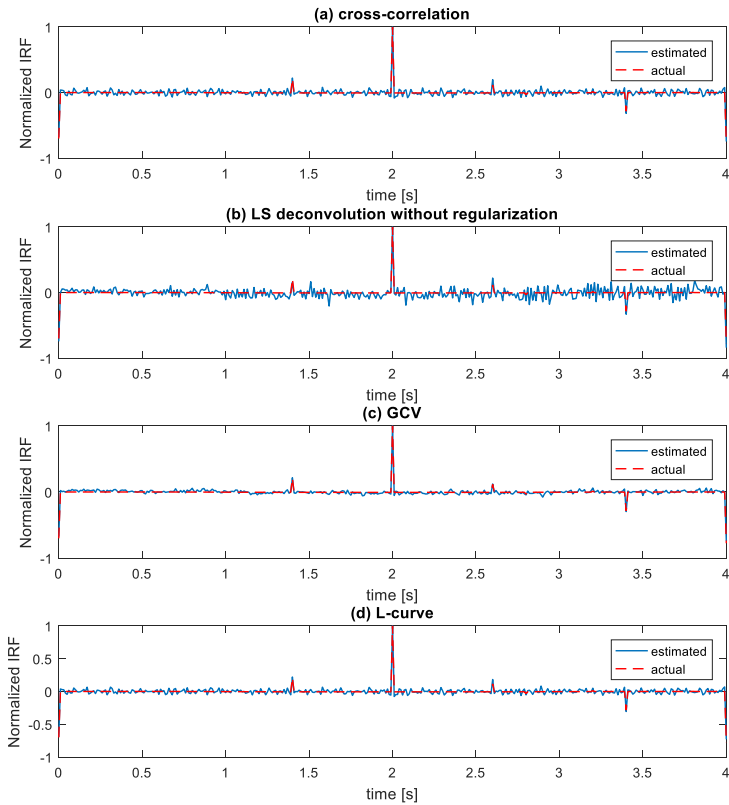 (a) cross-correlation
Normalized IRF
1
0
-1
estimated
actual
0 0.5 1 1.5 2 2.5 3 3.5 4
time [s]
(b) LS deconvolution without regularization
Normalized IRF
1
0
-1
estimated
actual
0 0.5 1 1.5 2 2.5 3 3.5 4
time [s]
(c) GCV
Normalized IRF
1
0
-1
estimated
actual
0 0.5 1 1.5 2 2.5 3 3.5 4
time [s]
(d) L-curve
Normalized IRF
1
0.5
0
-0.5
-1
estimated
actual
0 0.5 1 1.5 2 2.5 3 3.5 4
time [s]